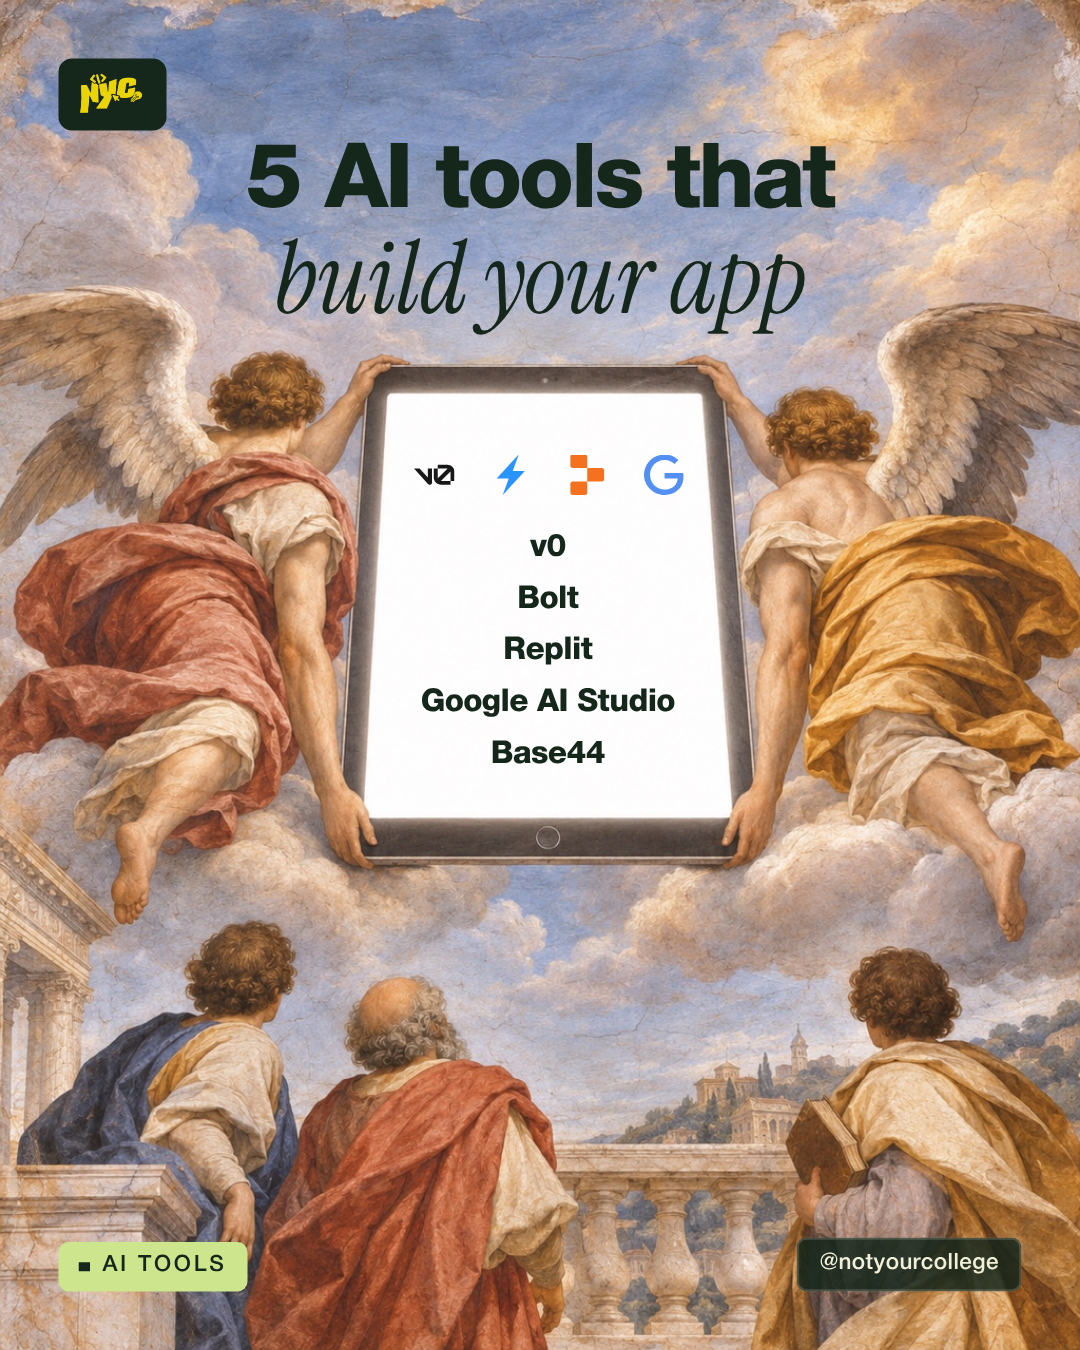 NYC
5 AI tools that
build your app
v0
v0
Bolt
Replit
Google AI Studio
Base44
AI TOOLS
@notyourcollege